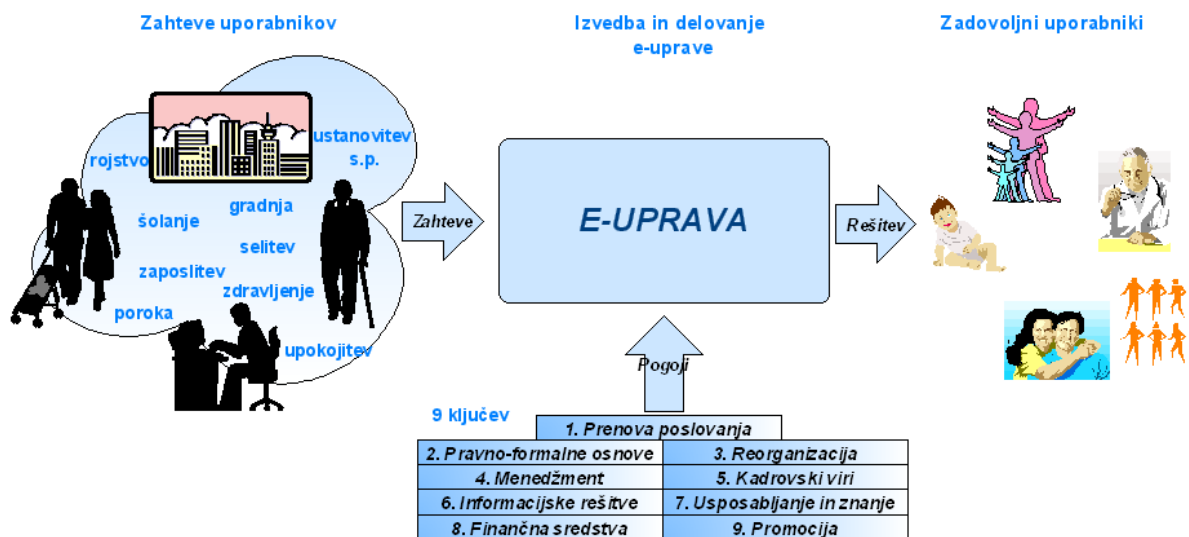 Zahteve uporabnikov
Izvedba in delovanje
e-uprave
Zadovoljni uporabniki
ustanovitev
s.p.
rojstvo
gradnja
šolanje
selitev
zaposlitev
zdravljenje
poroka
upokojitev
Zahteve
E-UPRAVA
Rešitev
Pogoji
9 ključev
1. Prenova poslovanja
2. Pravno-formalne osnove
3. Reorganizacija
4. Menedžment
5. Kadrovski viri
6. Informacijske rešitve
7. Usposabljanje in znanje
8. Finančna sredstva
9. Promocija